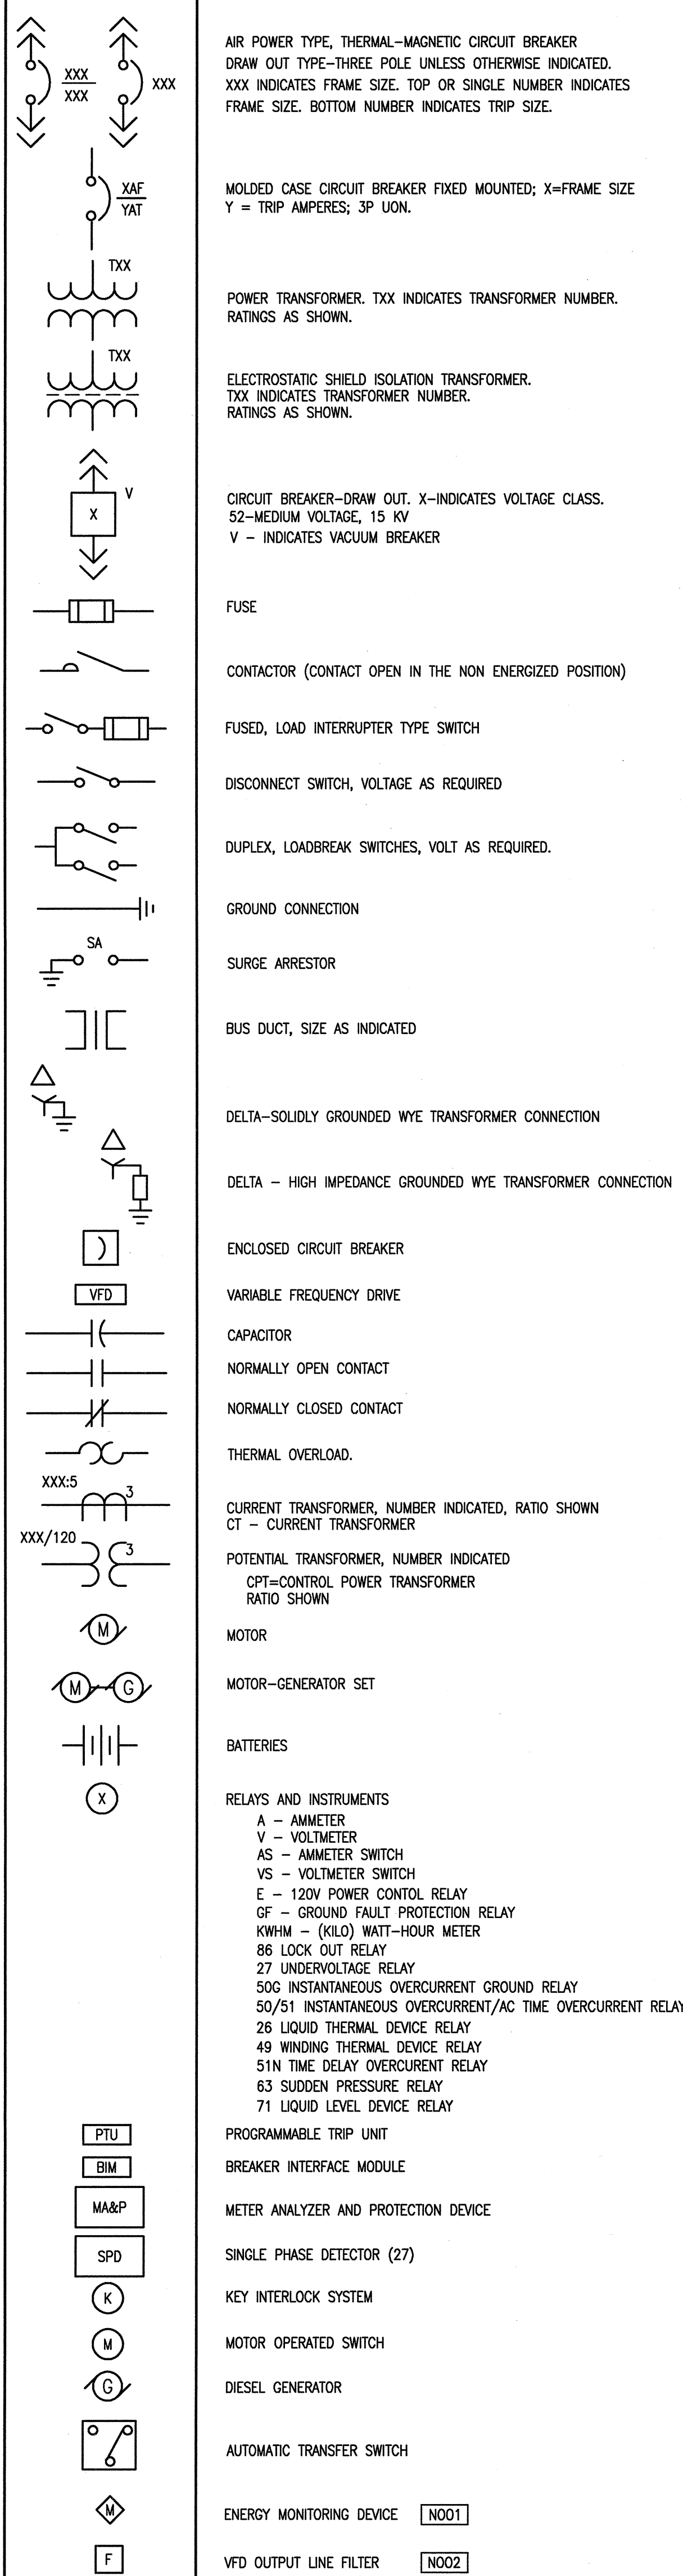 XXX
XXX
XXX
AIR POWER TYPE, THERMAL-MAGNETIC CIRCUIT BREAKER
DRAW OUT TYPE-THREE POLE UNLESS OTHERWISE INDICATED.
XXX INDICATES FRAME SIZE. TOP OR SINGLE NUMBER INDICATES
FRAME SIZE. BOTTOM NUMBER INDICATES TRIP SIZE.
XAF
YAT
MOLDED CASE CIRCUIT BREAKER FIXED MOUNTED; X=FRAME SIZE
Y = TRIP AMPERES; 3P UON.
TXX
POWER TRANSFORMER. TXX INDICATES TRANSFORMER NUMBER.
RATINGS AS SHOWN.
TXX
ELECTROSTATIC SHIELD ISOLATION TRANSFORMER.
TXX INDICATES TRANSFORMER NUMBER.
RATINGS AS SHOWN.
V
X
CIRCUIT BREAKER-DRAW OUT. X-INDICATES VOLTAGE CLASS.
52-MEDIUM VOLTAGE, 15 KV
V - INDICATES VACUUM BREAKER
FUSE
CONTACTOR (CONTACT OPEN IN THE NON ENERGIZED POSITION)
FUSED, LOAD INTERRUPTER TYPE SWITCH
DISCONNECT SWITCH, VOLTAGE AS REQUIRED
DUPLEX, LOADBREAK SWITCHES, VOLT AS REQUIRED.
GROUND CONNECTION
SA
SURGE ARRESTOR
BUS DUCT, SIZE AS INDICATED
DELTA-SOLIDLY GROUNDED WYE TRANSFORMER CONNECTION
DELTA - HIGH IMPEDANCE GROUNDED WYE TRANSFORMER CONNECTION
ENCLOSED CIRCUIT BREAKER
VFD
VARIABLE FREQUENCY DRIVE
CAPACITOR
NORMALLY OPEN CONTACT
NORMALLY CLOSED CONTACT
THERMAL OVERLOAD.
XXX:5
3
CURRENT TRANSFORMER, NUMBER INDICATED, RATIO SHOWN
CT - CURRENT TRANSFORMER
XXX/120
3
POTENTIAL TRANSFORMER, NUMBER INDICATED
CPT=CONTROL POWER TRANSFORMER
RATIO SHOWN
M
MOTOR
M G
MOTOR-GENERATOR SET
BATTERIES
X
RELAYS AND INSTRUMENTS
A - AMMETER
V - VOLTMETER
AS - AMMETER SWITCH
VS - VOLTMETER SWITCH
E - 120V POWER CONTOL RELAY
GF - GROUND FAULT PROTECTION RELAY
KWHM - (KILO) WATT-HOUR METER
86 LOCK OUT RELAY
27 UNDERVOLTAGE RELAY
50G INSTANTANEOUS OVERCURRENT GROUND RELAY
50/51 INSTANTANEOUS OVERCURRENT/AC TIME OVERCURRENT RELAY
26 LIQUID THERMAL DEVICE RELAY
49 WINDING THERMAL DEVICE RELAY
51N TIME DELAY OVERCURENT RELAY
63 SUDDEN PRESSURE RELAY
71 LIQUID LEVEL DEVICE RELAY
PTU
PROGRAMMABLE TRIP UNIT
BIM
BREAKER INTERFACE MODULE
MA&P
METER ANALYZER AND PROTECTION DEVICE
SPD
SINGLE PHASE DETECTOR (27)
K
KEY INTERLOCK SYSTEM
M
MOTOR OPERATED SWITCH
G
DIESEL GENERATOR
AUTOMATIC TRANSFER SWITCH
M
ENERGY MONITORING DEVICE N001
F
VFD OUTPUT LINE FILTER N002